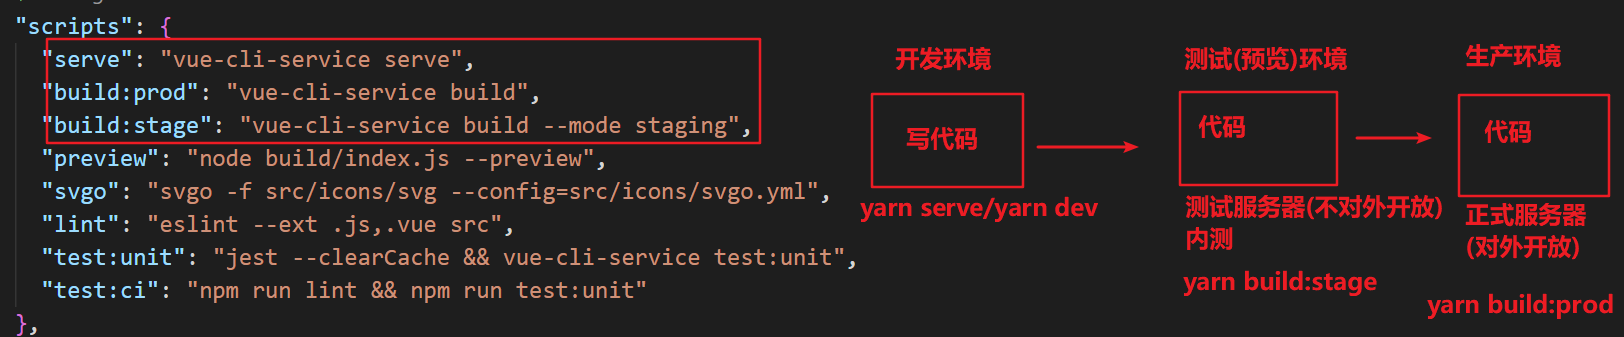 "scripts": {
"serve": "vue-cli-service serve",
"build:prod": "vue-cli-service build",
"build:stage": "vue-cli-service build --mode staging",
"preview": "node build/index.js --preview",
"svgo": "svgo -f src/icons/svg --config=src/icons/svgo.yml",
"lint": "eslint --ext .js,.vue src",
"test:unit": "jest --clearCache && vue-cli-service test:unit",
"test:ci": "npm run lint && npm run test:unit"
},
开发环境
写代码
yarn serve/yarn dev
测试(预览)环境
代码
测试服务器(不对外开放)
内测
yarn build:stage
生产环境
代码
正式服务器
(对外开放)
yarn build:prod